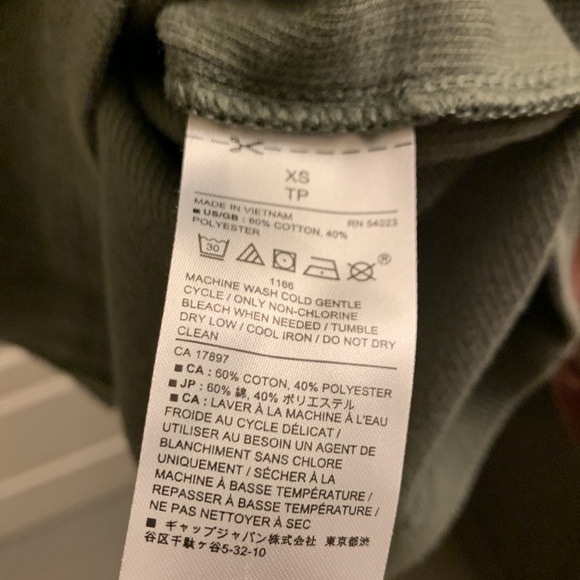 XS
TP
MADE IN VIETNAM RN 54023
■ US/GB : 60% COTTON, 40%
POLYESTER
30
®
1166
MACHINE WASH COLD GENTLE
CYCLE / ONLY NON-CHLORINE
BLEACH WHEN NEEDED / TUMBLE
DRY LOW / COOL IRON / DO NOT DRY
CLEAN
CA 17897
■ CA : 60% COTON, 40% POLYESTER
■ JP : 60% 綿, 40% ポリエステル
■ CA : LAVER À LA MACHINE À L'EAU
FROIDE AU CYCLE DÉLICAT /
UTILISER AU BESOIN UN AGENT DE
BLANCHIMENT SANS CHLORE
UNIQUEMENT / SÉCHER À LA
MACHINE À BASSE TEMPÉRATURE /
REPASSER À BASSE TEMPÉRATURE /
NE PAS NETTOYER À SEC
■ ギャップジャパン株式会社 東京都渋
谷区千駄ヶ谷5-32-10